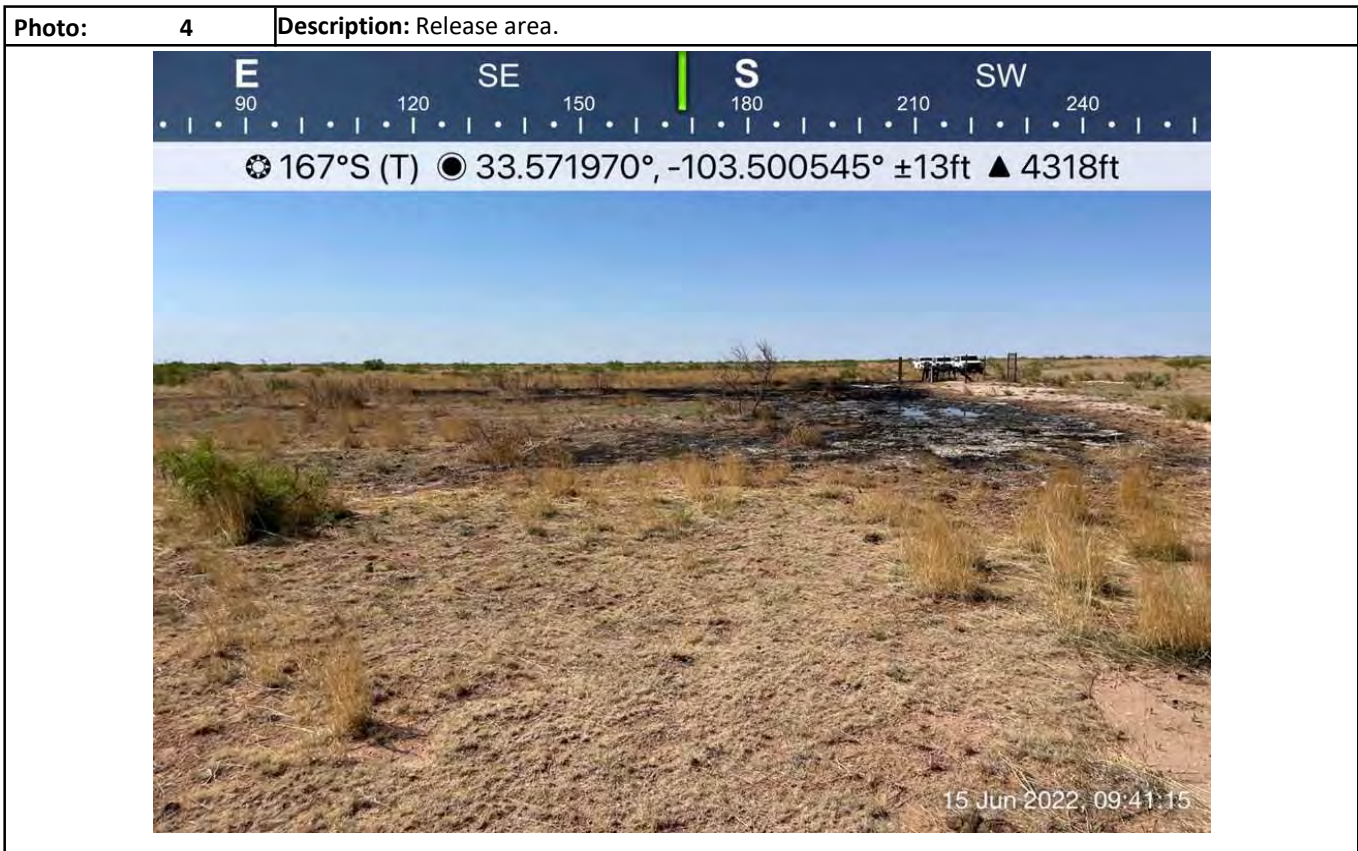 Photo: 4 Description: Release area.
E SE S SW
90 120 150 180 210 240
167°S (T) 33.571970°, -103.500545° ±13ft ▲ 4318ft
15 Jun 2022, 09:41:15